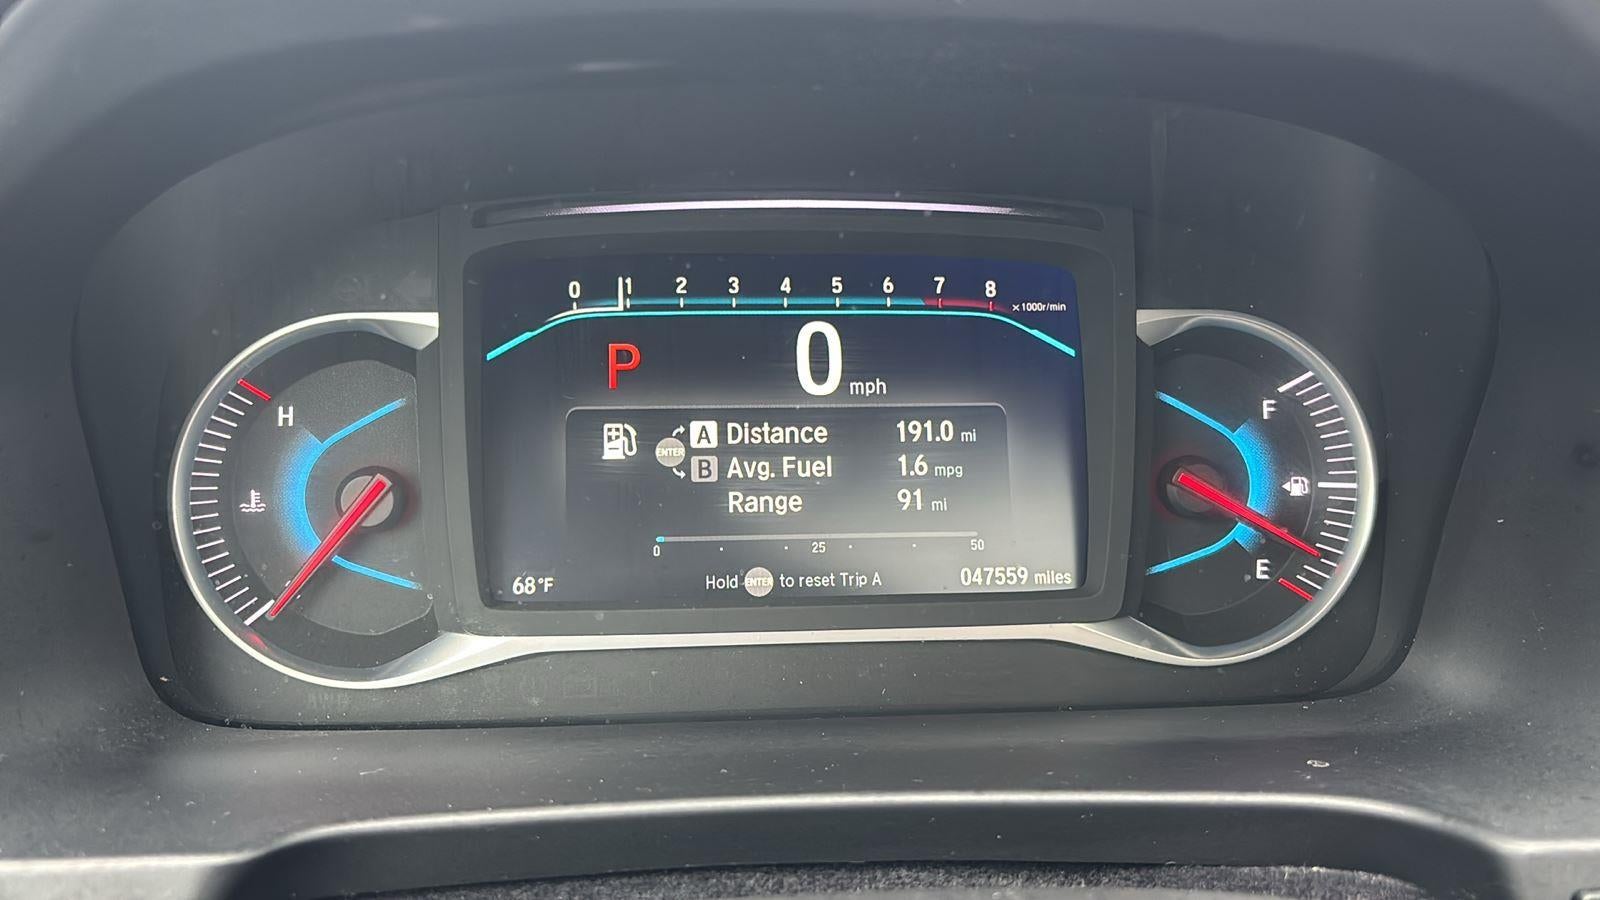 0 1 2 3 4 5 6 7 8
x1000r/min
P 0 mph
H
F
ENTER
A Distance 191.0 mi
B Avg. Fuel 1.6 mpg
Range 91 mi
0 25 50
E
68°F
Hold ENTER to reset Trip A
047559 miles